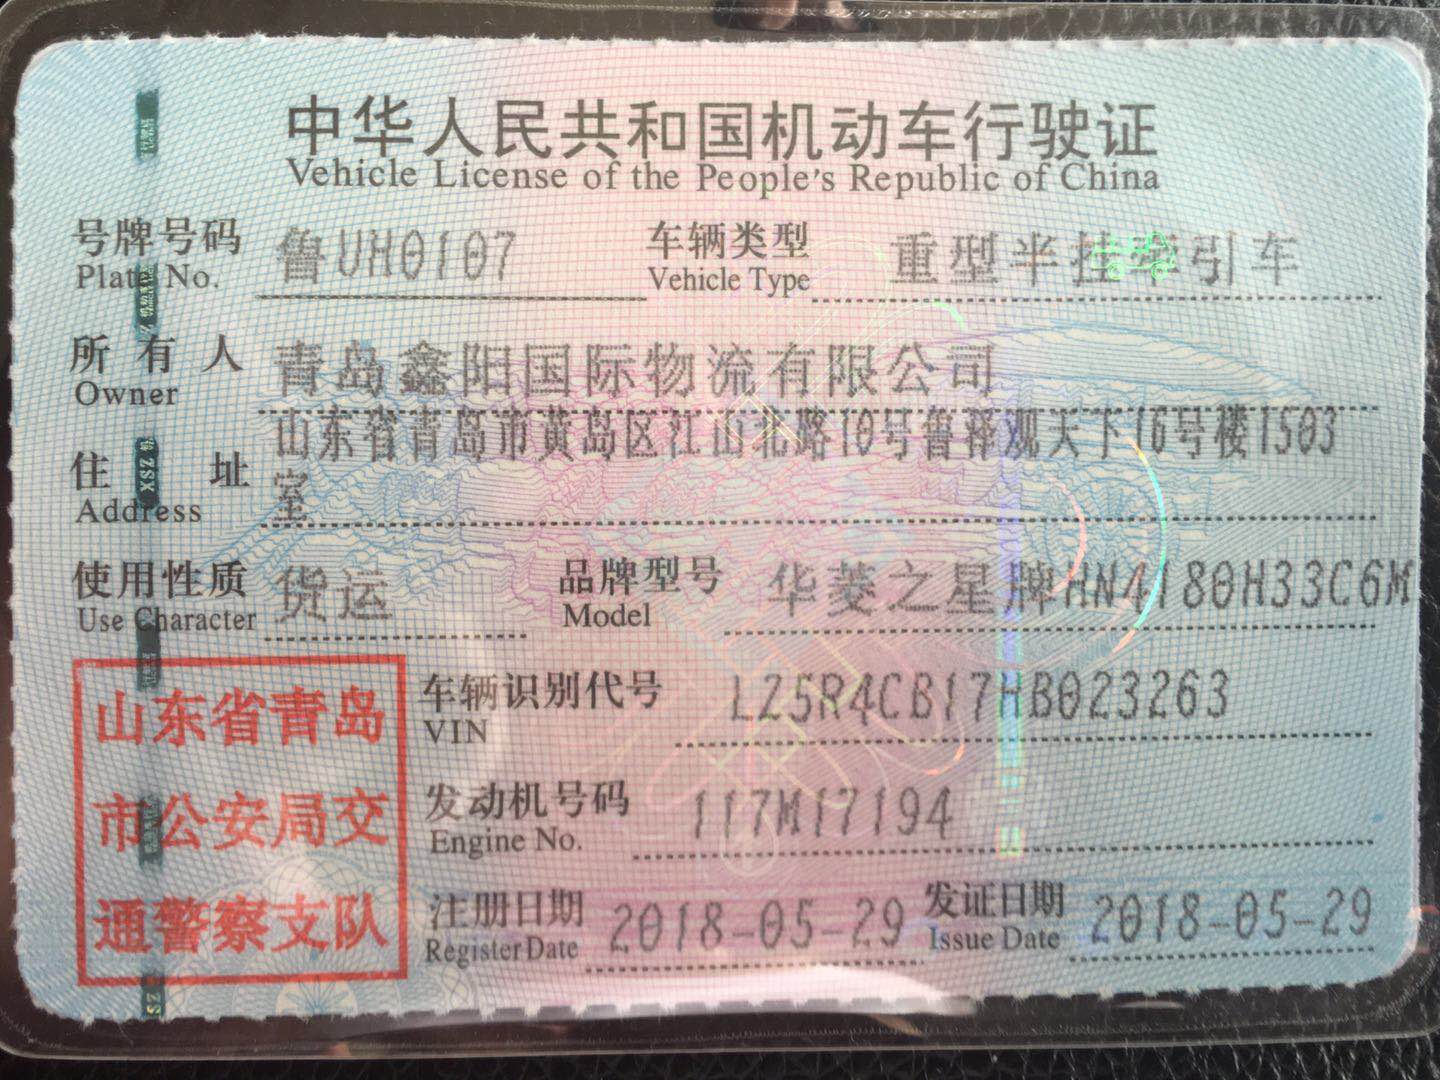 中华人民共和国机动车行驶证
Vehicle License of the People's Republic of China
号牌号码 鲁UH0107 车辆类型 重型半挂牵引车
Plate No. Vehicle Type
所有人 青岛鑫阳国际物流有限公司
Owner
山东省青岛市黄岛区江山北路10号鲁泽观天下16号楼1503
住址 室
Address
使用性质 货运 品牌型号 华菱之星牌HN4180H33C6M
Use Character Model
山东省青岛
市公安局交
通警察支队
车辆识别代号 LZ5R4CB17HB023263
VIN
发动机号码 117M17194
Engine No.
注册日期 2018-05-29 发证日期 2018-05-29
Register Date Issue Date